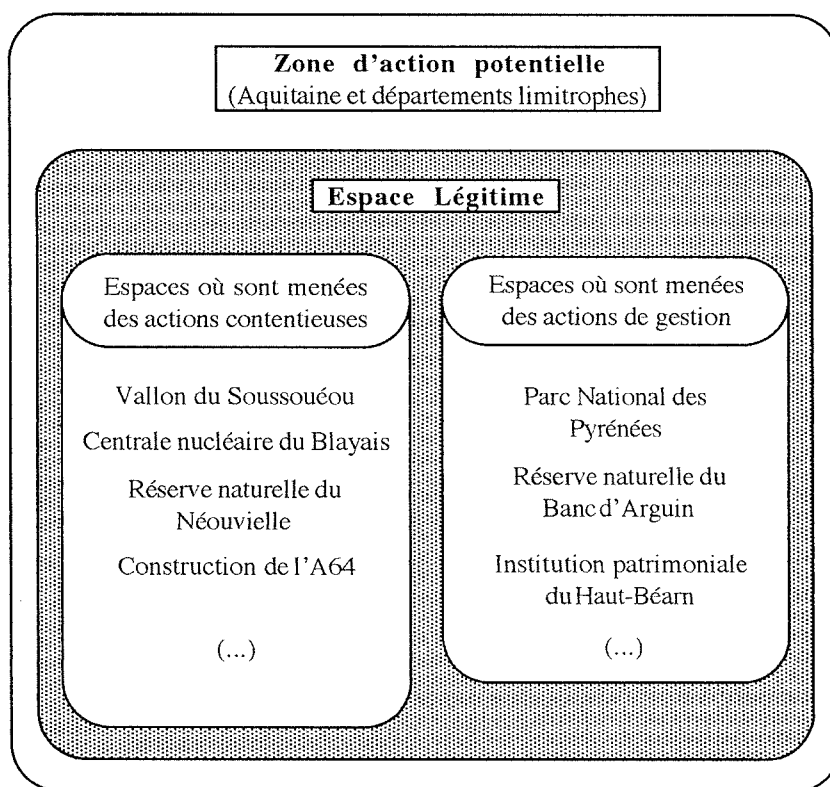 Zone d'action potentielle
(Aquitaine et départements limitrophes)
Espace Légitime
Espaces où sont menées
des actions contentieuses
Vallon du Soussouéou
Centrale nucléaire du Blayais
Réserve naturelle du
Néouvielle
Construction de l'A64
(...)
Espaces où sont menées
des actions de gestion
Parc National des
Pyrénées
Réserve naturelle du
Banc d'Arguin
Institution patrimoniale
du Haut-Béarn
(...)